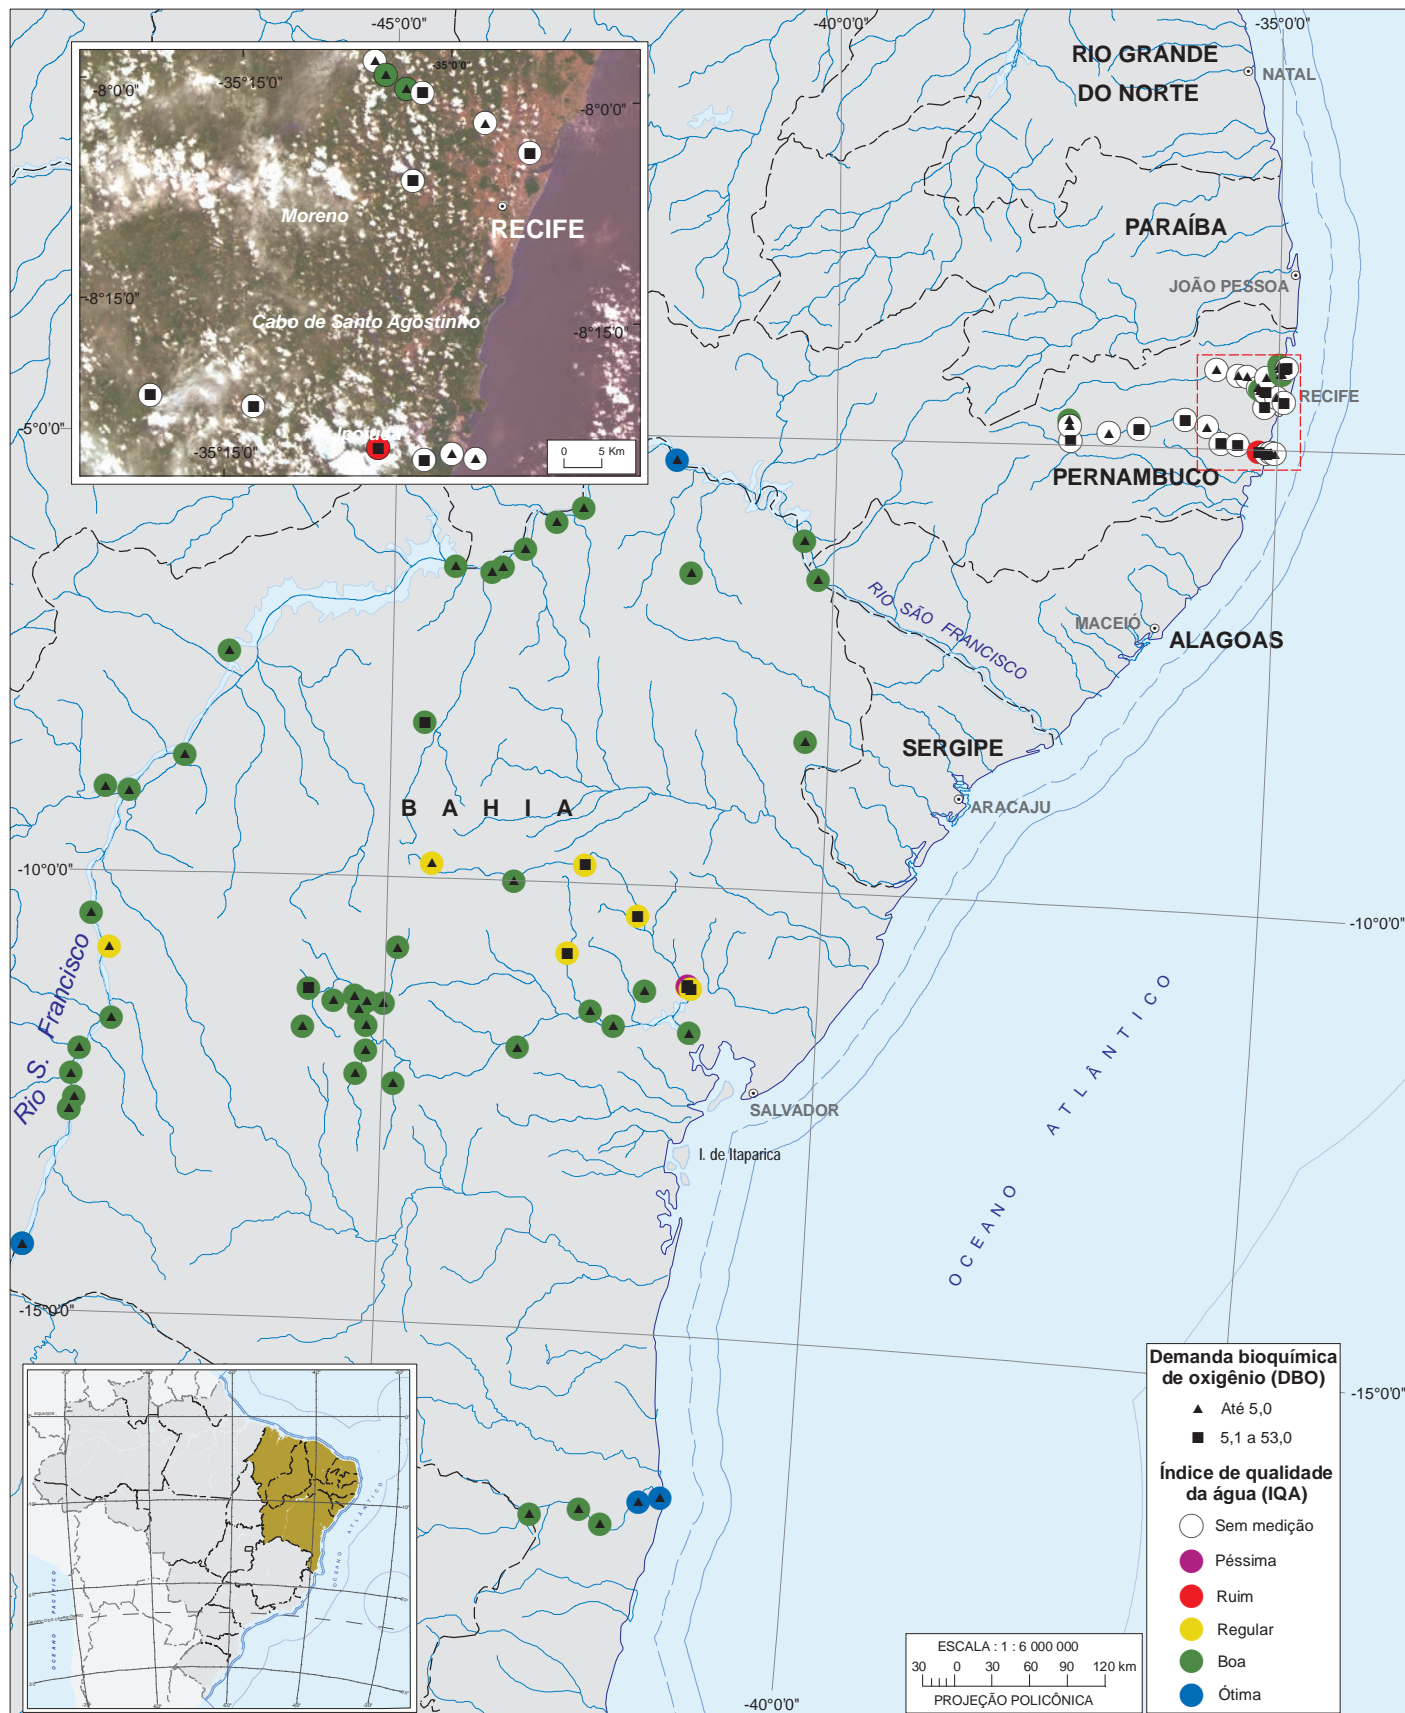 -45°0'0"
-40°0'0"
-35°0'0"
RIO GRANDE
DO NORTE
NATAL
-35°15'0"
-35°0'0"
-8°0'0"
-8°0'0"
Moreno
RECIFE
-8°15'0"
-8°15'0"
Cabo de Santo Agostinho
-35°15'0"
0 5 Km
PARAÍBA
JOÃO PESSOA
RECIFE
5°0'0"
PERNAMBUCO
RIO SÃO FRANCISCO
MACEIÓ
ALAGOAS
SERGIPE
ARACAJU
BAHIA
-10°0'0"
-10°0'0"
Rio S. Francisco
SALVADOR
I. de Itaparica
OCEANO ATLÂNTICO
-15°0'0"
-15°0'0"
Demanda bioquímica
de oxigênio (DBO)
Até 5,0
5,1 a 53,0
Índice de qualidade
da água (IQA)
Sem medição
Péssima
Ruim
Regular
Boa
Ótima
OCEANO ATLÂNTICO
OCEANO PACÍFICO
ESCALA : 1 : 6 000 000
30 0 30 60 90 120 km
PROJEÇÃO POLICÔNICA
-40°0'0"